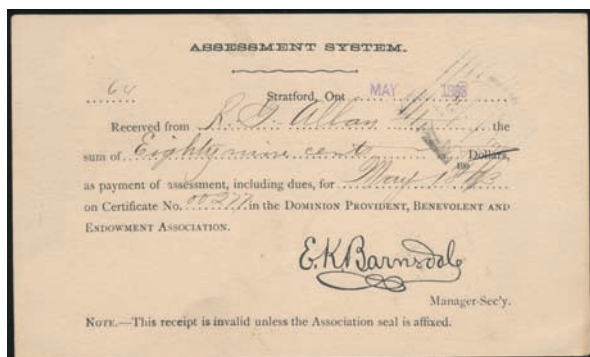 ASSESSMENT SYSTEM.
64
Stratford, Ont MAY
Received from R. G. Allan the
sum of Eighty nine cents Dollars,
100
as payment of assessment, including dues, for May
on Certificate No. 00277 in the DOMINION PROVIDENT, BENEVOLENT AND
ENDOWMENT ASSOCIATION.
E.K.Barnsdale
Manager-Sec'y.
NOTE.—This receipt is invalid unless the Association seal is affixed.